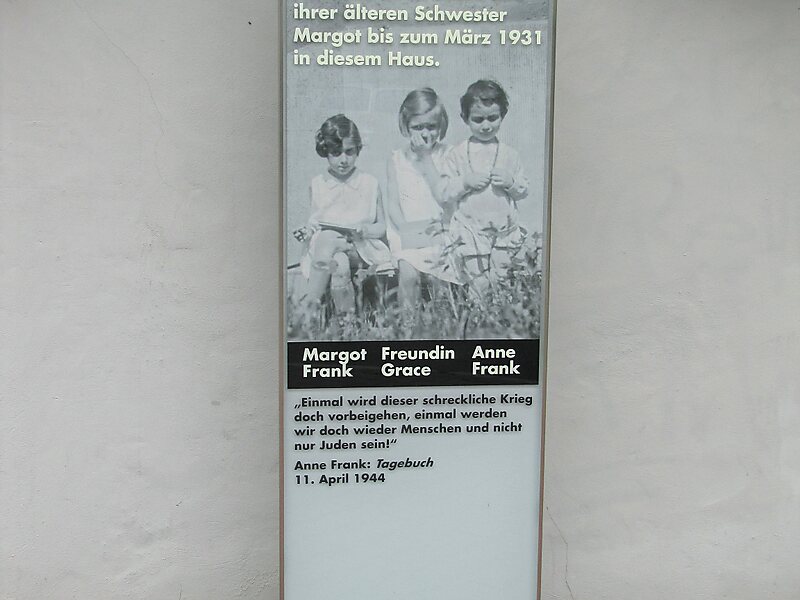 ihrer älteren Schwester
Margot bis zum März 1931
in diesem Haus.
Margot Freundin Anne
Frank Grace Frank
„Einmal wird dieser schreckliche Krieg
doch vorbeigehen, einmal werden
wir doch wieder Menschen und nicht
nur Juden sein!“
Anne Frank: Tagebuch
11. April 1944